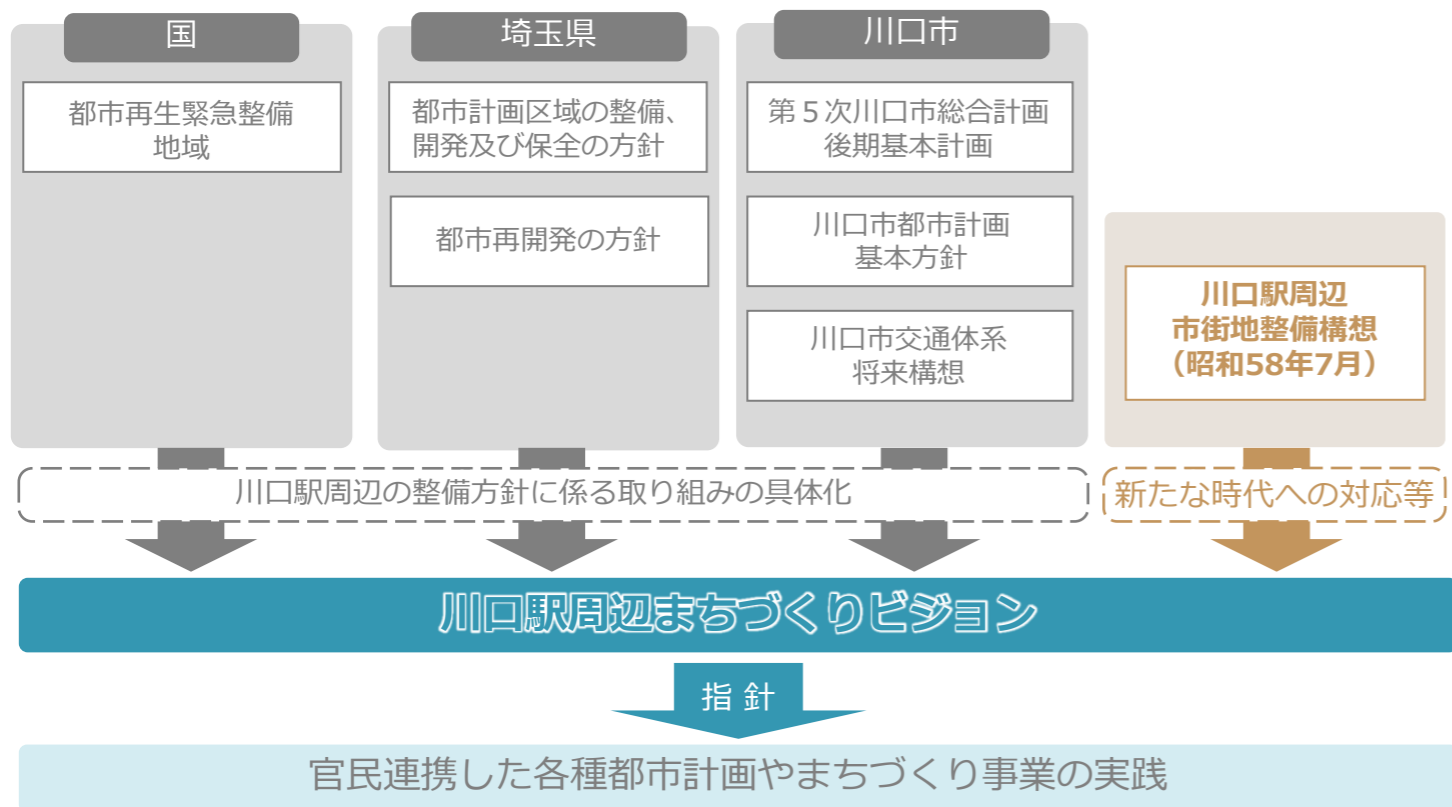 国
都市再生緊急整備
地域
埼玉県
都市計画区域の整備、
開発及び保全の方針
都市再開発の方針
川口市
第5次川口市総合計画
後期基本計画
川口市都市計画
基本方針
川口市交通体系
将来構想
川口駅周辺
市街地整備構想
（昭和58年7月）
川口駅周辺の整備方針に係る取り組みの具体化
新たな時代への対応等
川口駅周辺まちづくりビジョン
指針
官民連携した各種都市計画やまちづくり事業の実践